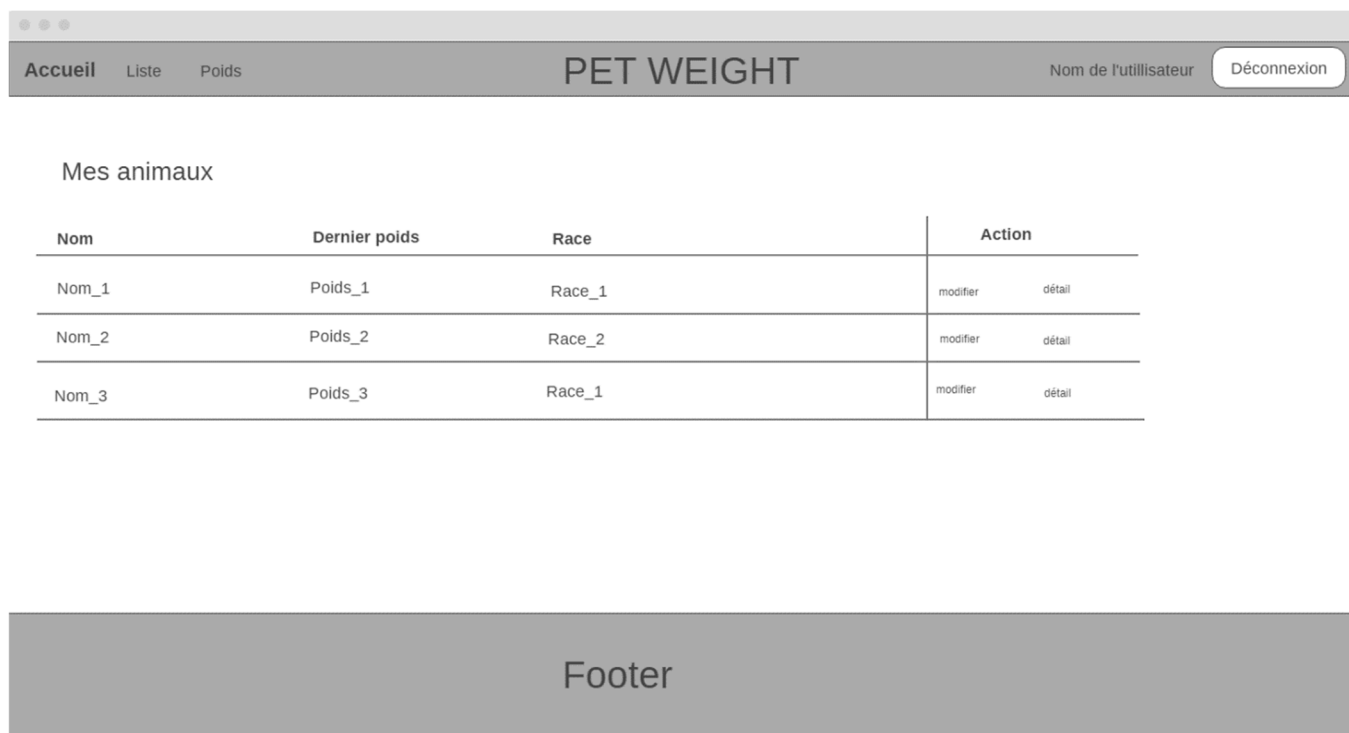 Accueil Liste Poids PET WEIGHT Nom de l'utillisateur Déconnexion
Mes animaux
Nom Dernier poids Race Action
Nom_1 Poids_1 Race_1 modifier détail
Nom_2 Poids_2 Race_2 modifier détail
Nom_3 Poids_3 Race_1 modifier détail
Footer